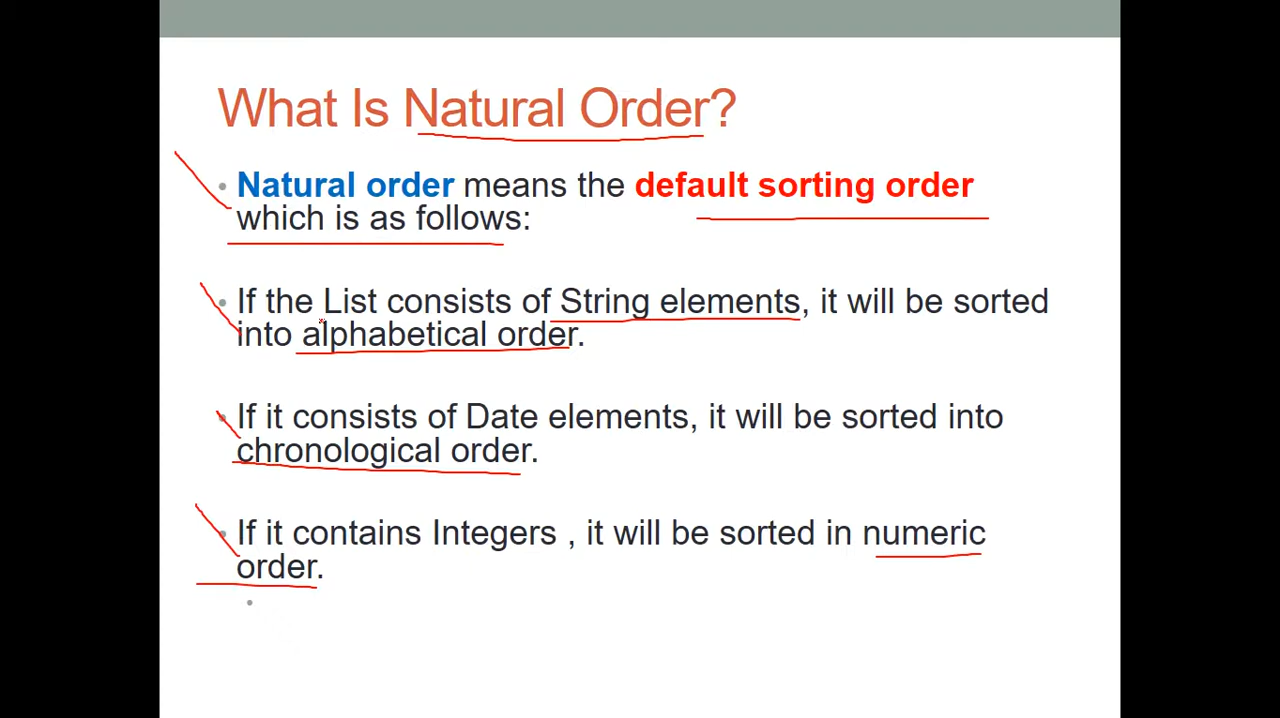 What Is Natural Order?
• Natural order means the default sorting order
which is as follows:
• If the List consists of String elements, it will be sorted
into alphabetical order.
• If it consists of Date elements, it will be sorted into
chronological order.
• If it contains Integers , it will be sorted in numeric
order.
•